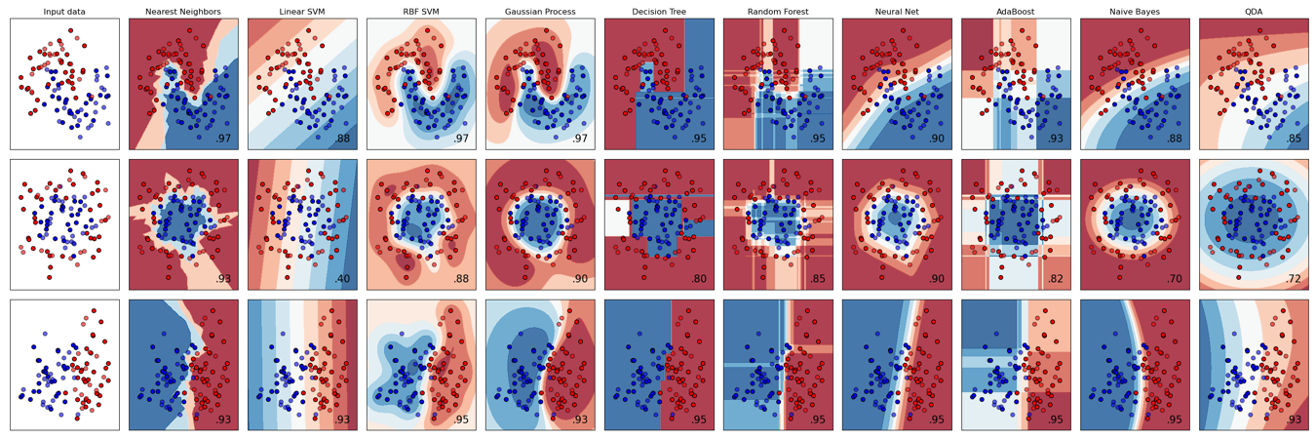 Input data Nearest Neighbors Linear SVM RBF SVM Gaussian Process Decision Tree Random Forest Neural Net AdaBoost Naive Bayes QDA
.97 .88 .97 .97 .95 .95 .90 .93 .88 .85
.93 .40 .88 .90 .80 .85 .90 .82 .70 .72
.93 .93 .95 .93 .95 .95 .95 .95 .95 .93